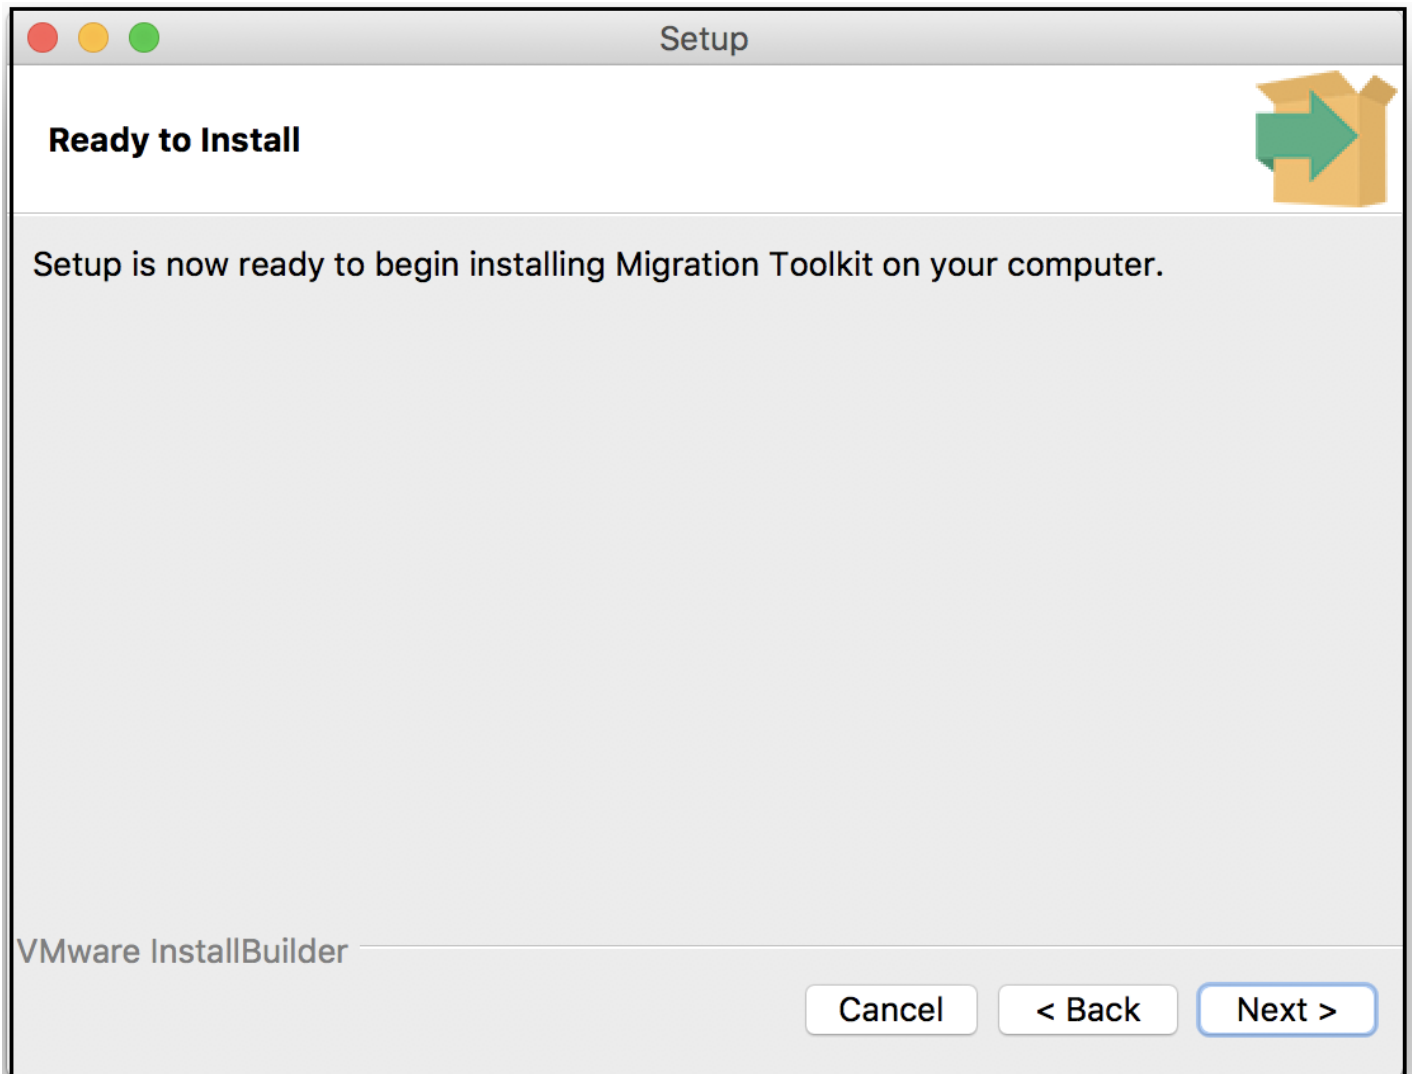 Setup
Ready to Install
Setup is now ready to begin installing Migration Toolkit on your computer.
VMware InstallBuilder
Cancel
< Back
Next >